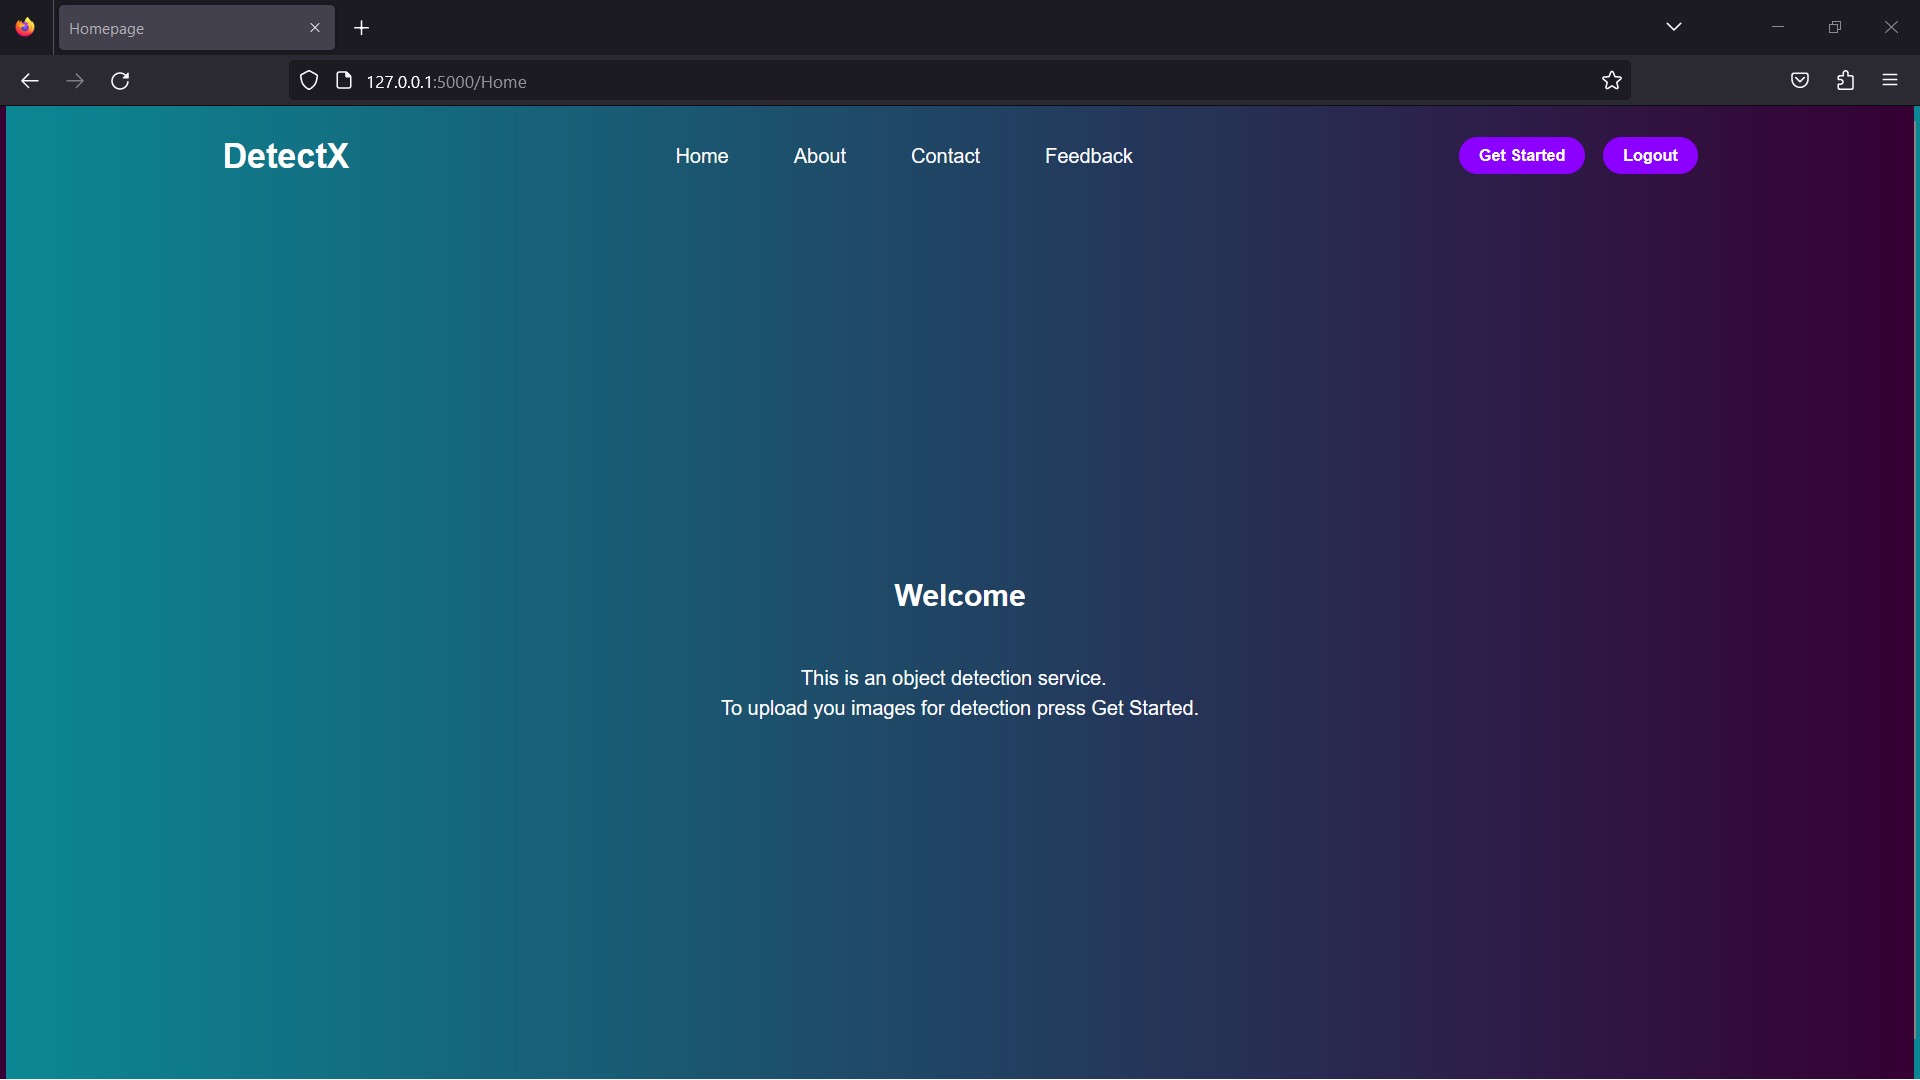 Homepage
127.0.0.1:5000/Home
DetectX
Home About Contact Feedback
Get Started Logout
Welcome
This is an object detection service.
To upload you images for detection press Get Started.